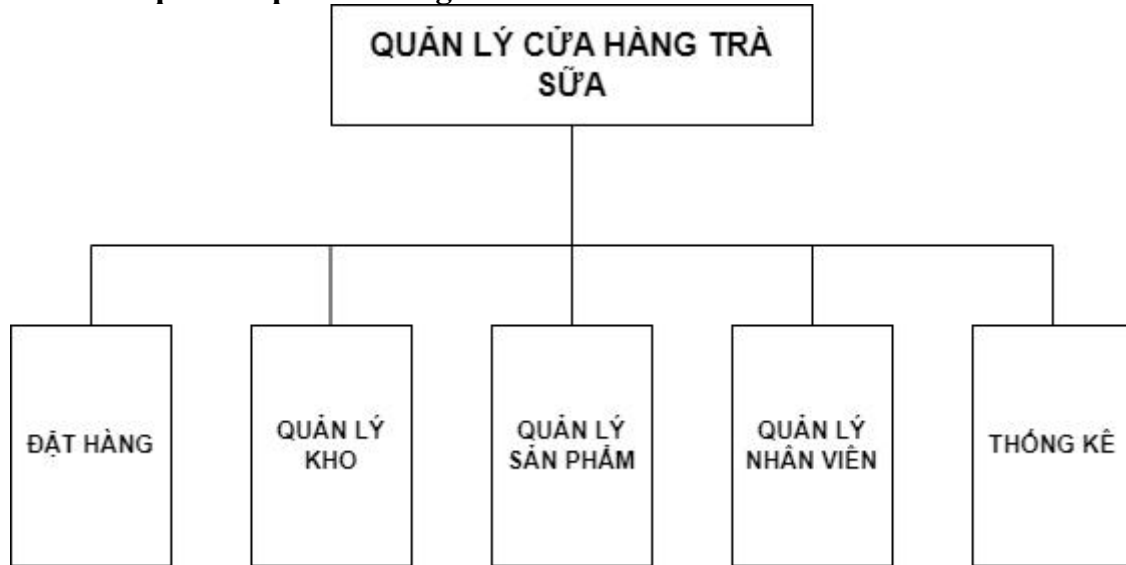 QUẢN LÝ CỬA HÀNG TRÀ
SỮA
ĐẶT HÀNG
QUẢN LÝ
KHO
QUẢN LÝ
SẢN PHẨM
QUẢN LÝ
NHÂN VIÊN
THỐNG KÊ